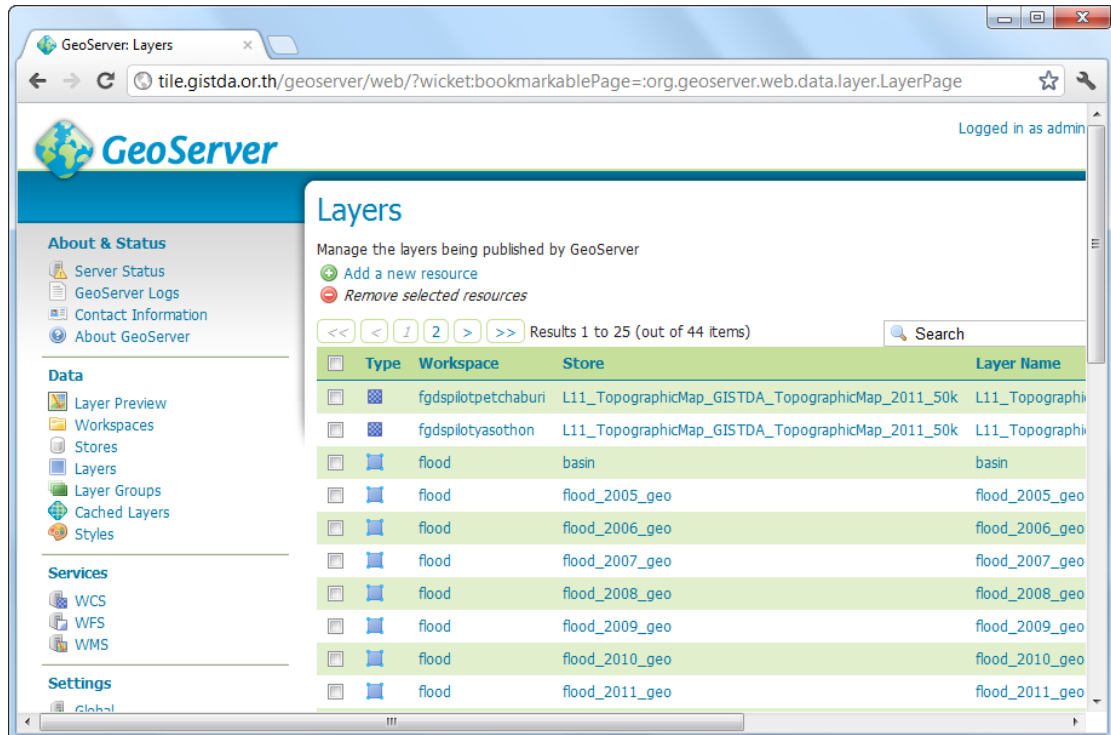 GeoServer: Layers
tile.gistda.or.th/geoserver/web/?wicket:bookmarkablePage=:org.geoserver.web.data.layer.LayerPage
GeoServer
Logged in as admin
About & Status
Server Status
GeoServer Logs
Contact Information
About GeoServer
Data
Layer Preview
Workspaces
Stores
Layers
Layer Groups
Cached Layers
Styles
Services
WCS
WFS
WMS
Settings
Global
Layers
Manage the layers being published by GeoServer
Add a new resource
Remove selected resources
<< < 1 2 > >> Results 1 to 25 (out of 44 items) Search
Type Workspace Store Layer Name
fgdspilotpetchaburi L11_TopographicMap_GISTDA_TopographicMap_2011_50k L11_Topographi
fgdspilotyasothon L11_TopographicMap_GISTDA_TopographicMap_2011_50k L11_Topographi
flood basin basin
flood flood_2005_geo flood_2005_geo
flood flood_2006_geo flood_2006_geo
flood flood_2007_geo flood_2007_geo
flood flood_2008_geo flood_2008_geo
flood flood_2009_geo flood_2009_geo
flood flood_2010_geo flood_2010_geo
flood flood_2011_geo flood_2011_geo